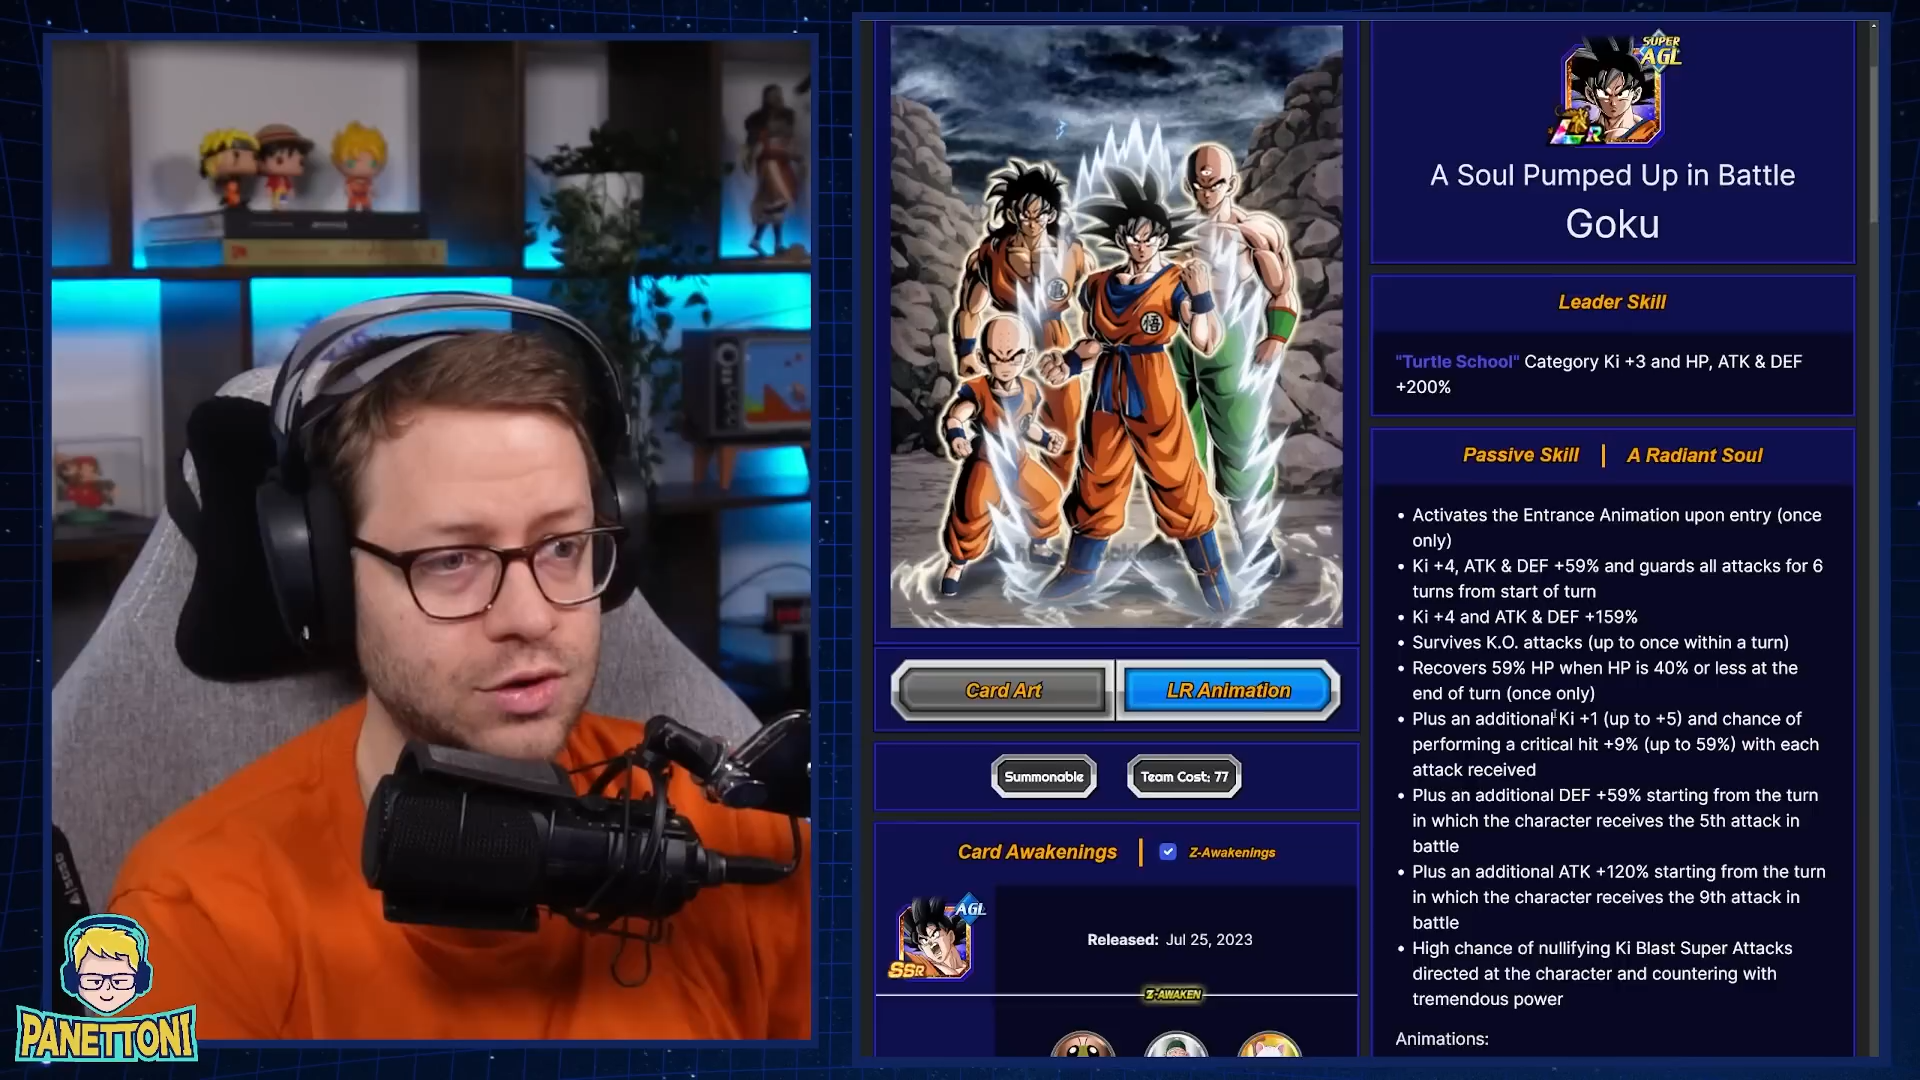 SUPER
AGL
LR
A Soul Pumped Up in Battle
Goku
Leader Skill
"Turtle School" Category Ki +3 and HP, ATK & DEF
+200%
Passive Skill | A Radiant Soul
• Activates the Entrance Animation upon entry (once
only)
• Ki +4, ATK & DEF +59% and guards all attacks for 6
turns from start of turn
• Ki +4 and ATK & DEF +159%
• Survives K.O. attacks (up to once within a turn)
• Recovers 59% HP when HP is 40% or less at the
end of turn (once only)
• Plus an additional Ki +1 (up to +5) and chance of
performing a critical hit +9% (up to 59%) with each
attack received
• Plus an additional DEF +59% starting from the turn
in which the character receives the 5th attack in
battle
• Plus an additional ATK +120% starting from the turn
in which the character receives the 9th attack in
battle
• High chance of nullifying Ki Blast Super Attacks
directed at the character and countering with
tremendous power
Animations:
悟
Card Art
LR Animation
Summonable
Team Cost: 77
Card Awakenings | Z-Awakenings
AGL
SSR
Released: Jul 25, 2023
Z-AWAKEN
PANETTONI